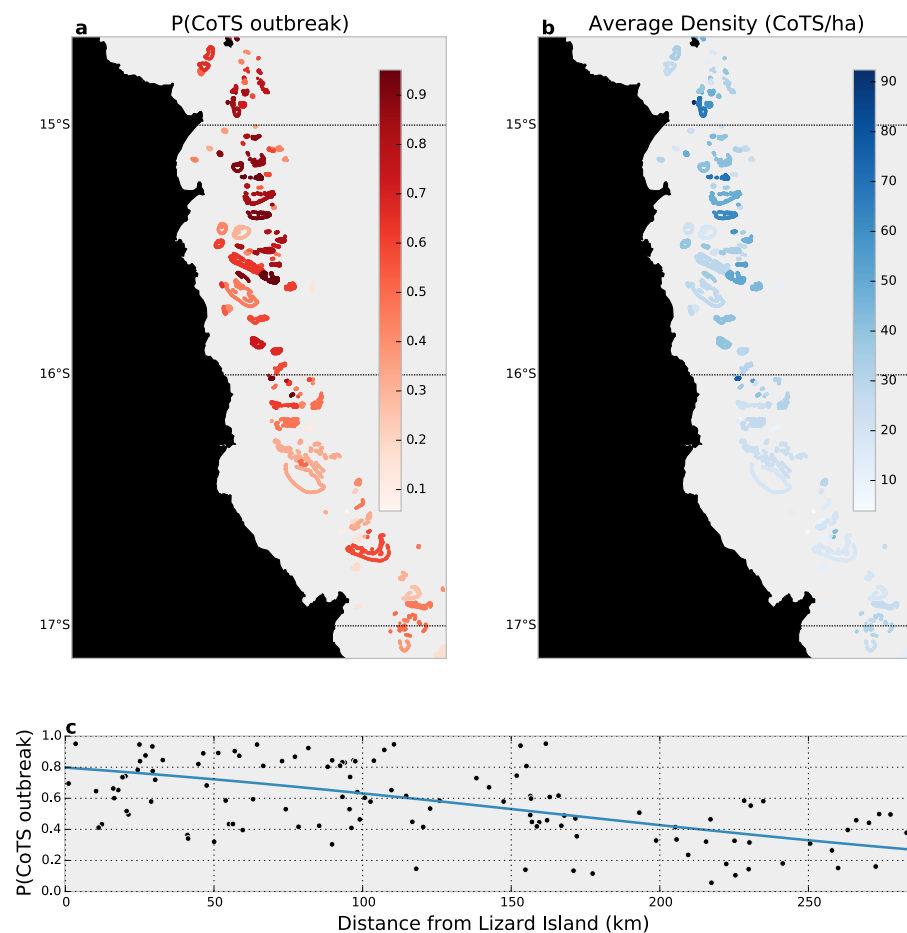 a P(CoTS outbreak)
b Average Density (CoTS/ha)
0.9
0.8
0.7
0.6
0.5
0.4
0.3
0.2
0.1
15°S
16°S
17°S
90
80
70
60
50
40
30
20
10
15°S
16°S
17°S
c
P(CoTS outbreak)
1.0
0.8
0.6
0.4
0.2
0.0
0 50 100 150 200 250
Distance from Lizard Island (km)